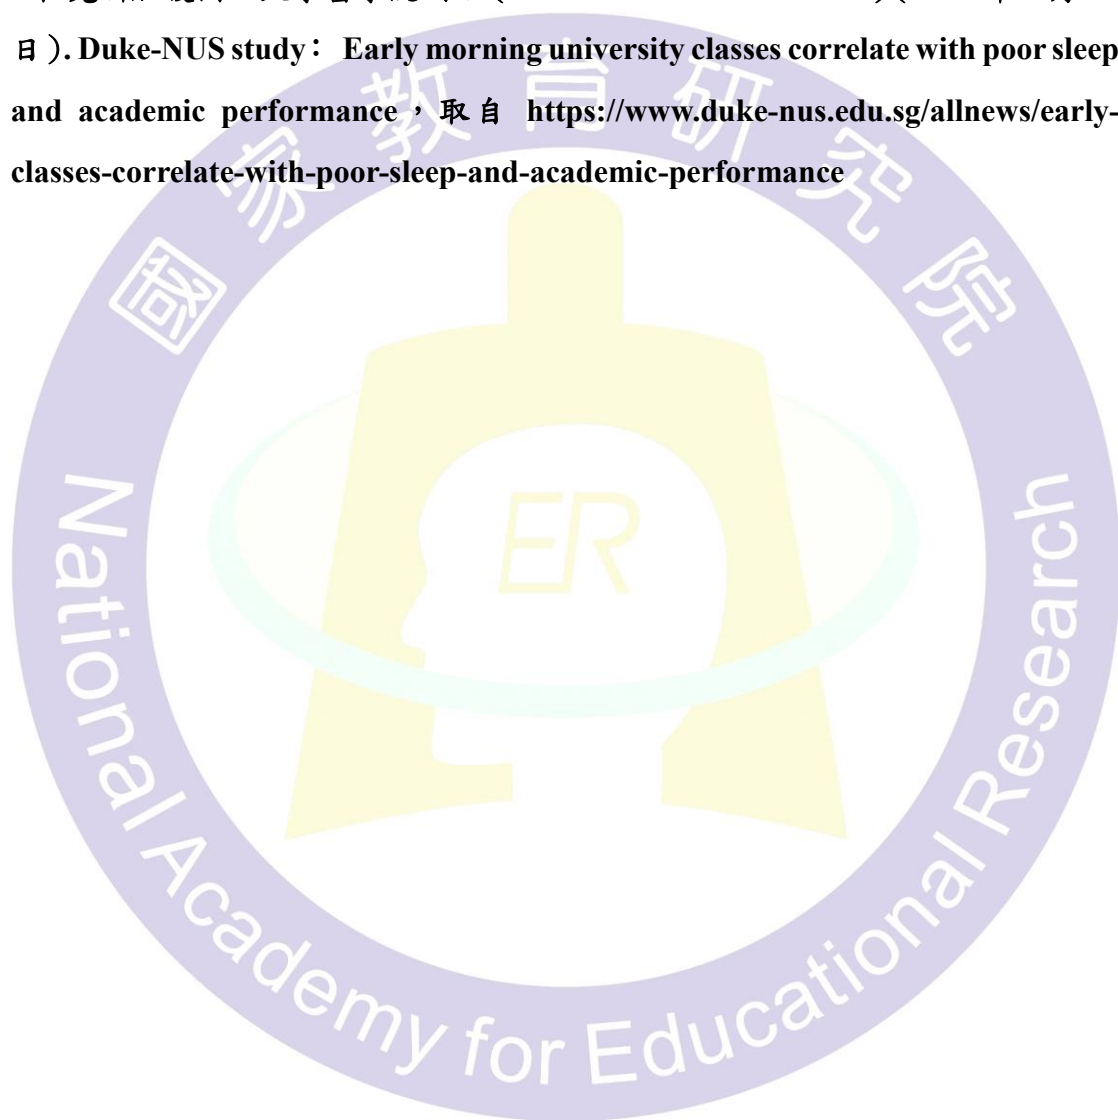 日). Duke-NUS study： Early morning university classes correlate with poor sleep
and academic performance，取自 https://www.duke-nus.edu.sg/allnews/early-
classes-correlate-with-poor-sleep-and-academic-performance
國家教育研究院
ER
National Academy for Educational Research